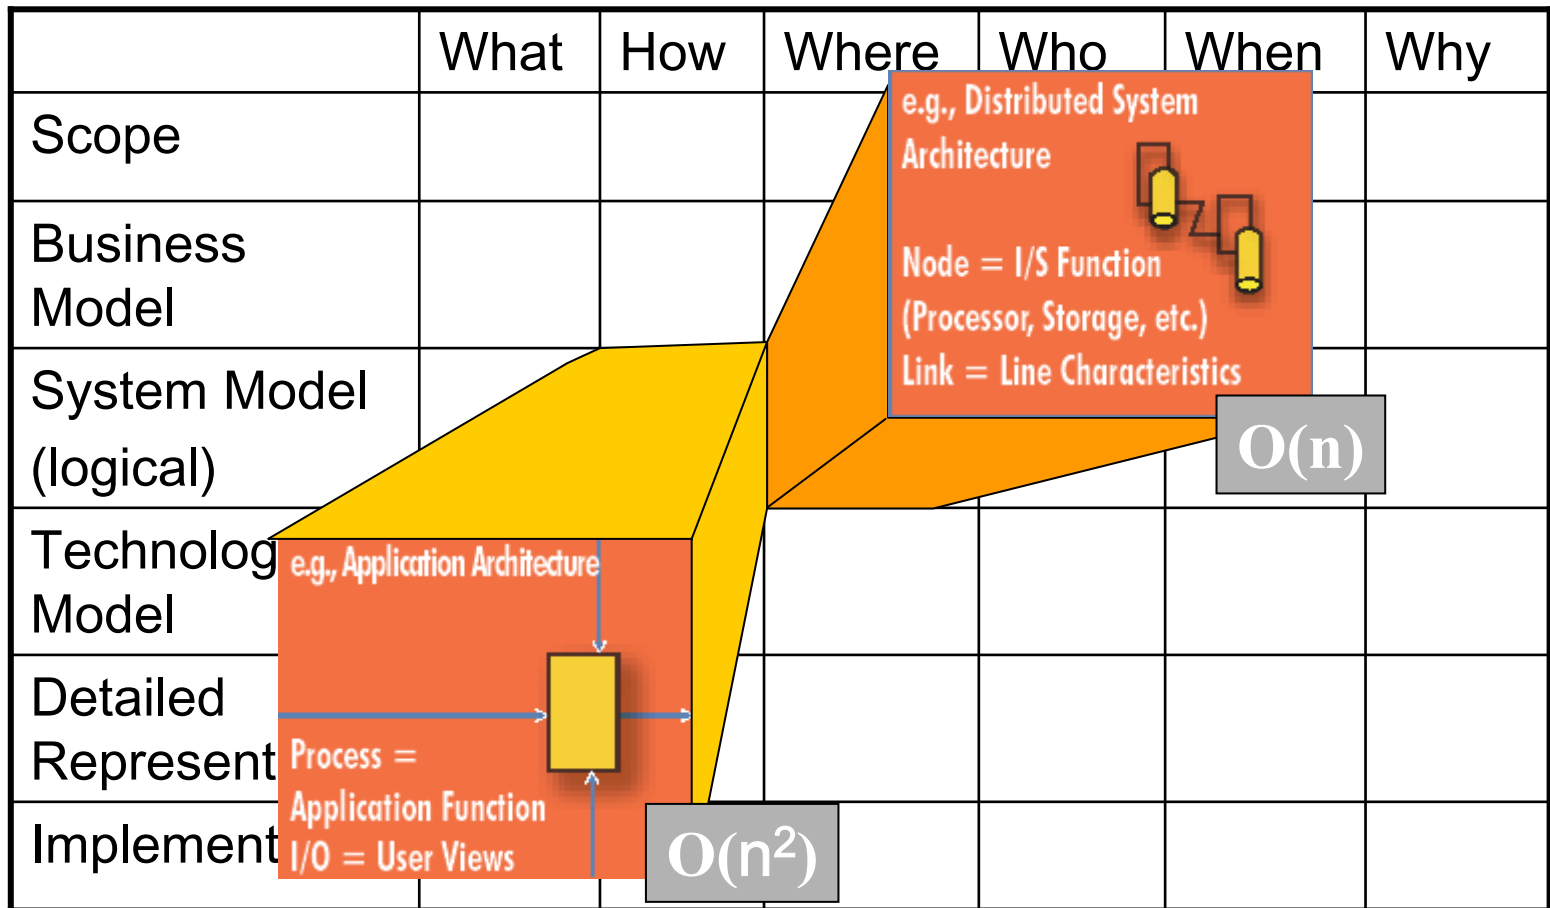 What How Where Who When Why
Scope
Business
Model
System Model
(logical)
Technolog
Model
Detailed
Represent
Implement
e.g., Distributed System
Architecture
Node = I/S Function
(Processor, Storage, etc.)
Link = Line Characteristics
O(n)
e.g., Application Architecture
Process =
Application Function
I/O = User Views
O(n²)